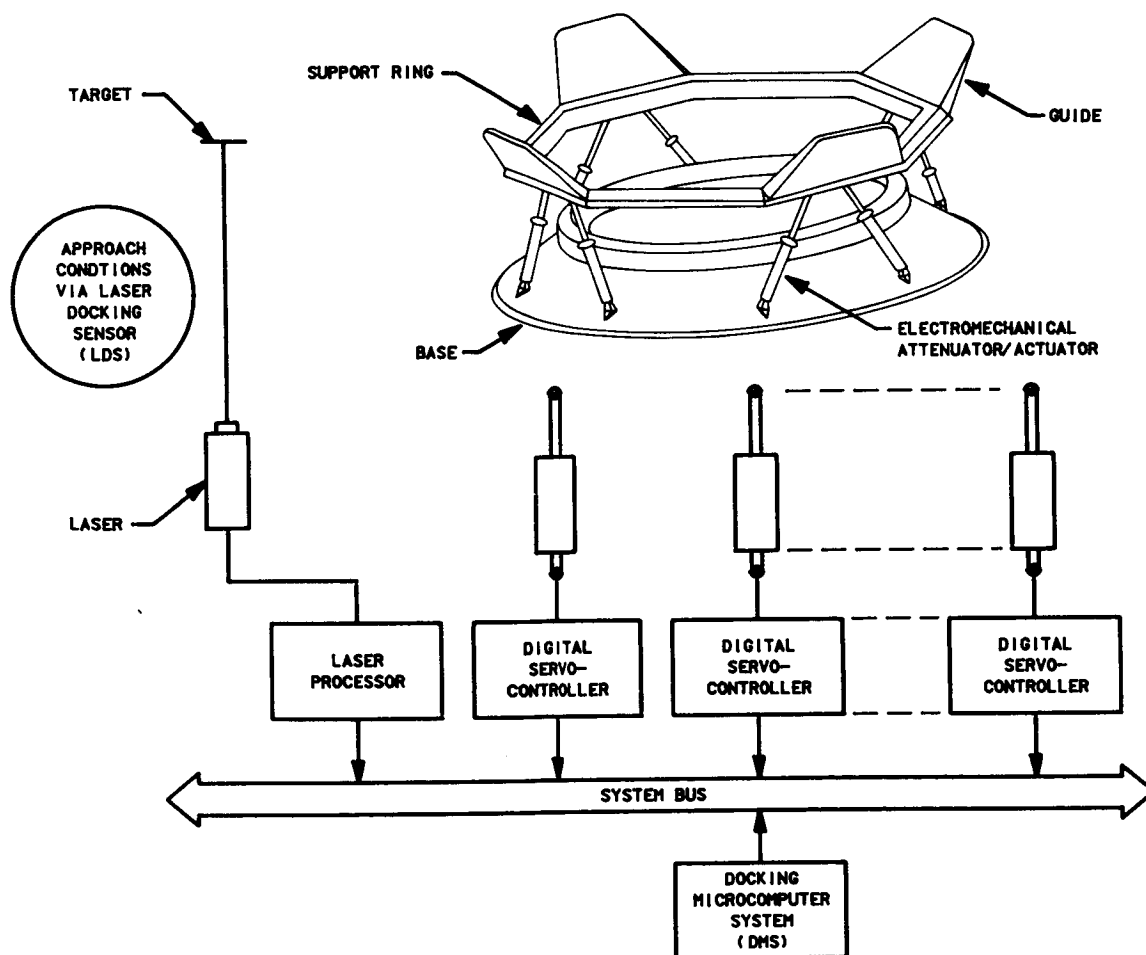 SUPPORT RING
TARGET
GUIDE
APPROACH
CONDTIONS
VIA LASER
DOCKING
SENSOR
(LDS)
ELECTROMECHANICAL
ATTENUATOR/ACTUATOR
BASE
LASER
LASER
PROCESSOR
DIGITAL
SERVO-
CONTROLLER
DIGITAL
SERVO-
CONTROLLER
DIGITAL
SERVO-
CONTROLLER
SYSTEM BUS
DOCKING
MICROCOMPUTER
SYSTEM
(DMS)